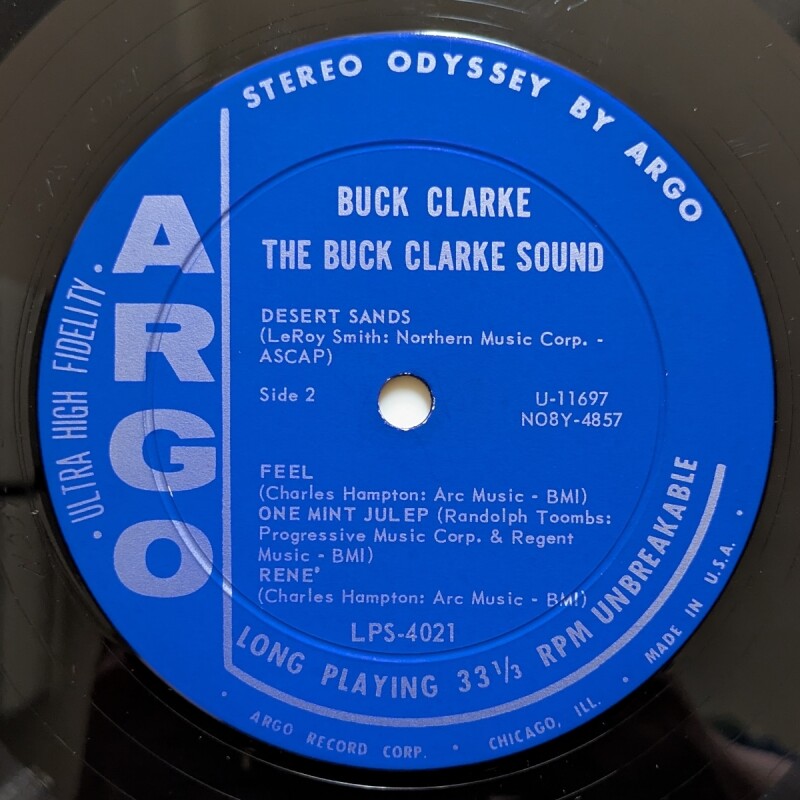 STEREO ODYSSEY BY ARGO
ULTRA HIGH FIDELITY
ARGO
BUCK CLARKE
THE BUCK CLARKE SOUND
DESERT SANDS
(LeRoy Smith: Northern Music Corp. -
ASCAP)
Side 2
U-11697
NO8Y-4857
FEEL
(Charles Hampton: Arc Music - BMI)
ONE MINT JULEP (Randolph Toombs:
Progressive Music Corp. & Regent
Music - BMI)
RENE'
(Charles Hampton: Arc Music - BMI)
LPS-4021
LONG PLAYING 33⅓ RPM UNBREAKABLE
ARGO RECORD CORP. • CHICAGO, ILL. • MADE IN U.S.A.